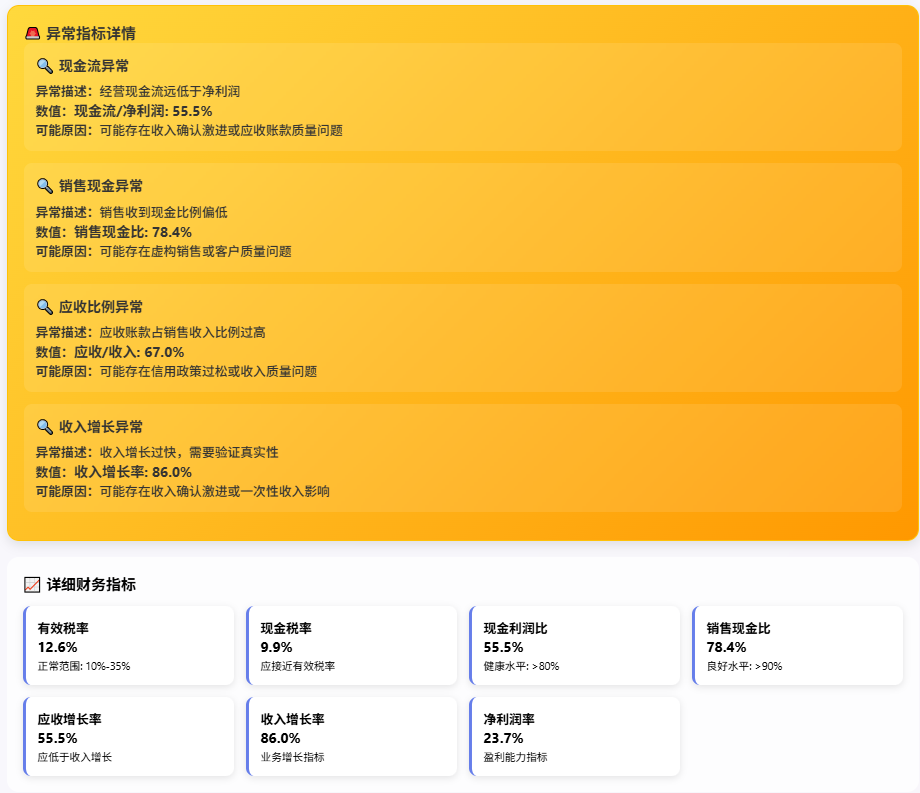 异常指标详情
现金流异常
异常描述：经营现金流远低于净利润
数值：现金流/净利润: 55.5%
可能原因：可能存在收入确认激进或应收账款质量问题
销售现金异常
异常描述：销售收到现金比例偏低
数值：销售现金比: 78.4%
可能原因：可能存在虚构销售或客户质量问题
应收比例异常
异常描述：应收账款占销售收入比例过高
数值：应收/收入: 67.0%
可能原因：可能存在信用政策过松或收入质量问题
收入增长异常
异常描述：收入增长过快，需要验证真实性
数值：收入增长率: 86.0%
可能原因：可能存在收入确认激进或一次性收入影响
详细财务指标
有效税率
12.6%
正常范围: 10%-35%
现金税率
9.9%
应接近有效税率
现金利润比
55.5%
健康水平: >80%
销售现金比
78.4%
良好水平: >90%
应收增长率
55.5%
应低于收入增长
收入增长率
86.0%
业务增长指标
净利润率
23.7%
盈利能力指标